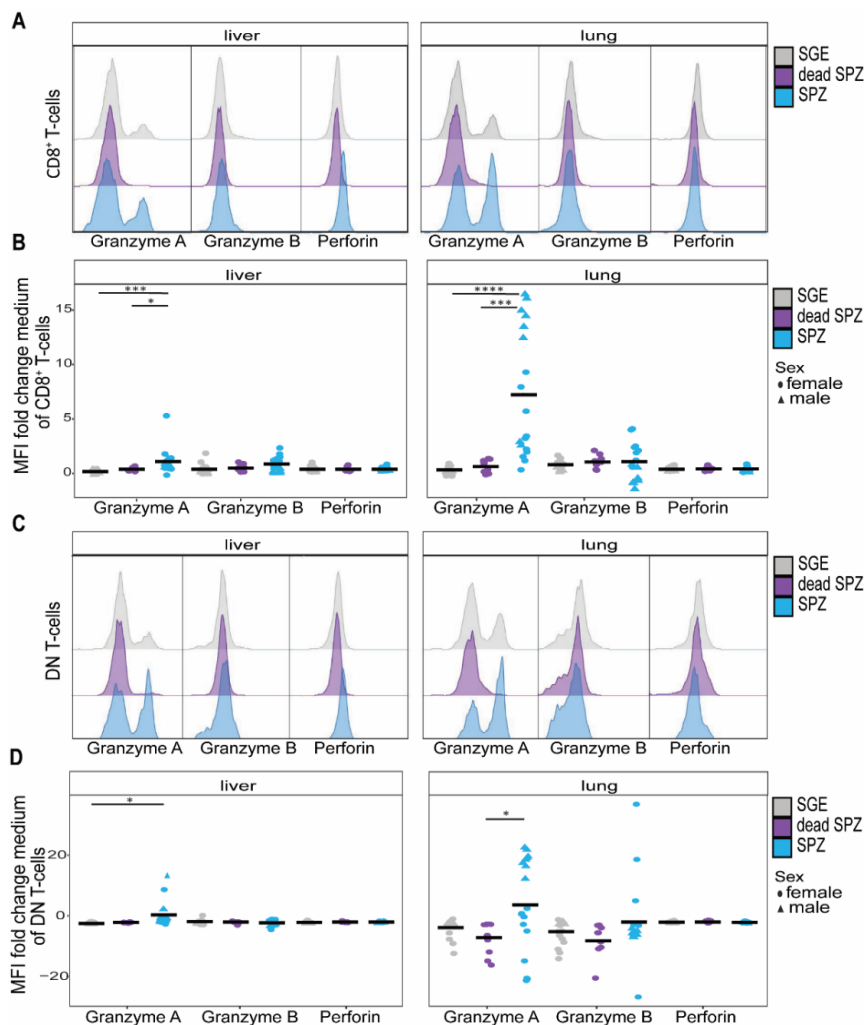 A
liver
lung
SGE
dead SPZ
SPZ
CD8⁺ T-cells
Granzyme A
Granzyme B
Perforin
Granzyme A
Granzyme B
Perforin
B
liver
lung
SGE
dead SPZ
SPZ
Sex
female
male
MFI fold change medium
of CD8⁺ T-cells
15
10
5
0
***
*
****
***
Granzyme A
Granzyme B
Perforin
Granzyme A
Granzyme B
Perforin
C
liver
lung
SGE
dead SPZ
SPZ
DN T-cells
Granzyme A
Granzyme B
Perforin
Granzyme A
Granzyme B
Perforin
D
liver
lung
SGE
dead SPZ
SPZ
Sex
female
male
MFI fold change medium
of DN T-cells
20
0
−20
*
*
Granzyme A
Granzyme B
Perforin
Granzyme A
Granzyme B
Perforin